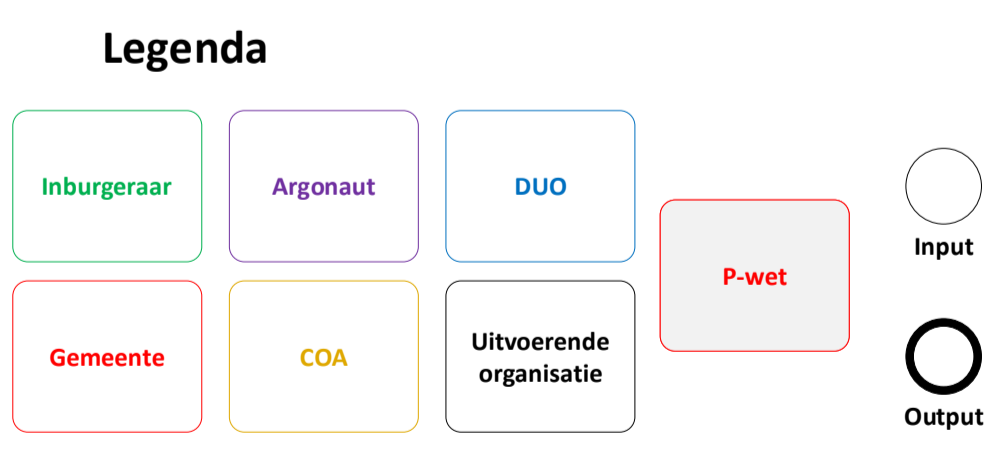 Legenda
Inburgeraar
Argonaut
DUO
P-wet
Input
Gemeente
COA
Uitvoerende
organisatie
Output